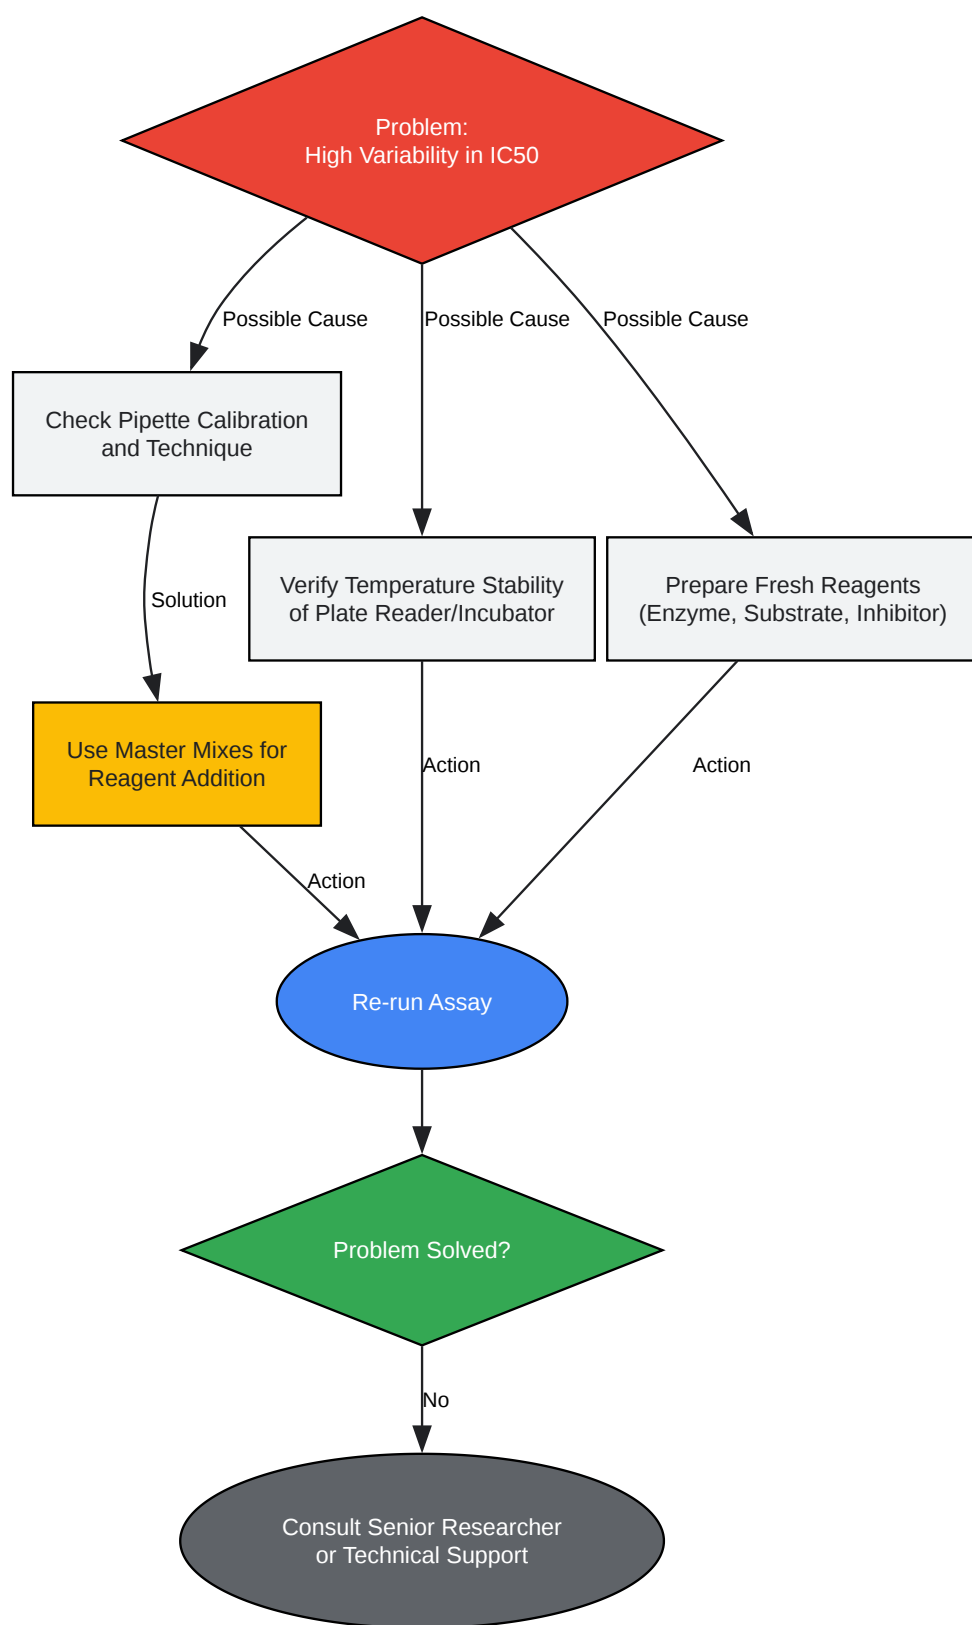 Problem:
High Variability in IC50
Possible Cause
Possible Cause
Possible Cause
Check Pipette Calibration
and Technique
Verify Temperature Stability
of Plate Reader/Incubator
Prepare Fresh Reagents
(Enzyme, Substrate, Inhibitor)
Solution
Use Master Mixes for
Reagent Addition
Action
Action
Action
Re-run Assay
Problem Solved?
No
Consult Senior Researcher
or Technical Support